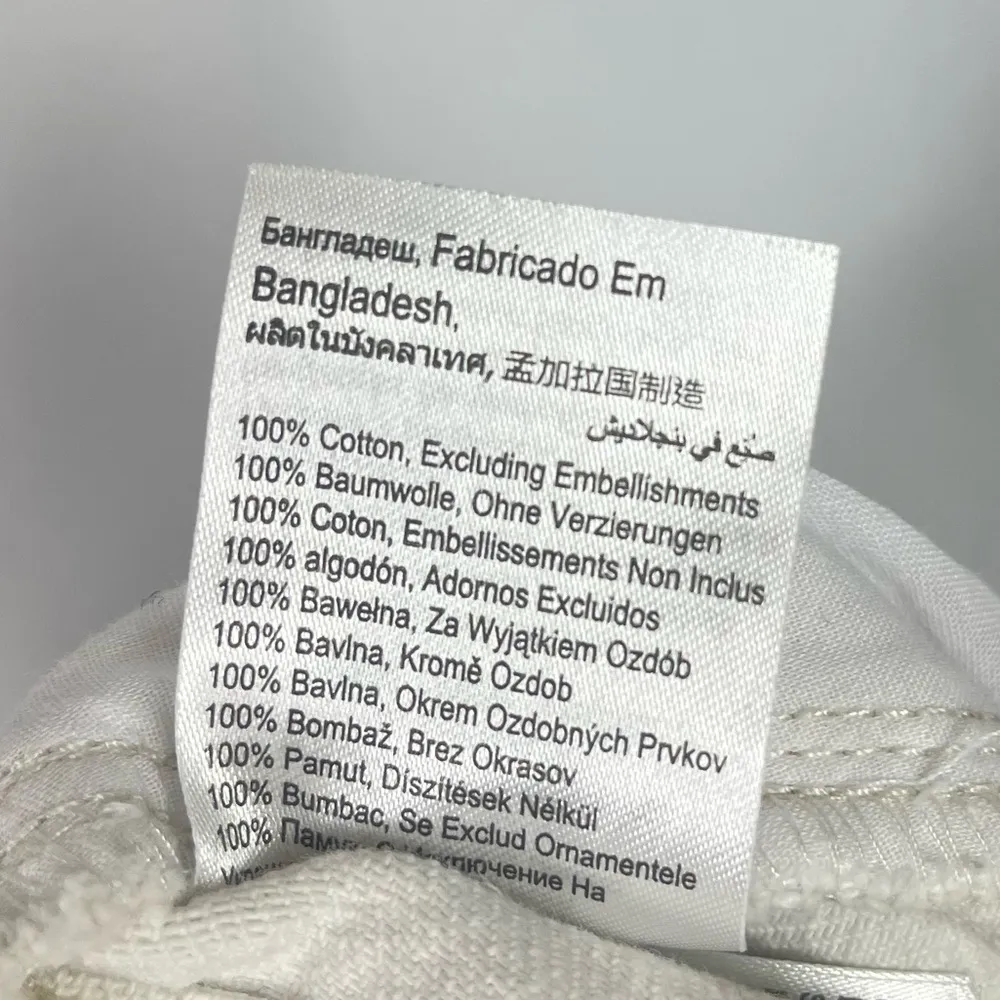 Бангладеш, Fabricado Em
Bangladesh,
ผลิตในบังคลาเทศ, 孟加拉国制造
صُنع في بنجلاديش
100% Cotton, Excluding Embellishments
100% Baumwolle, Ohne Verzierungen
100% Coton, Embellissements Non Inclus
100% algodón, Adornos Excluidos
100% Bawełna, Za Wyjątkiem Ozdób
100% Bavlna, Kromě Ozdob
100% Bavlna, Okrem Ozdobných Prvkov
100% Bombaž, Brez Okrasov
100% Pamut, Díszítések Nélkül
100% Bumbac, Se Exclud Ornamentele
100% На